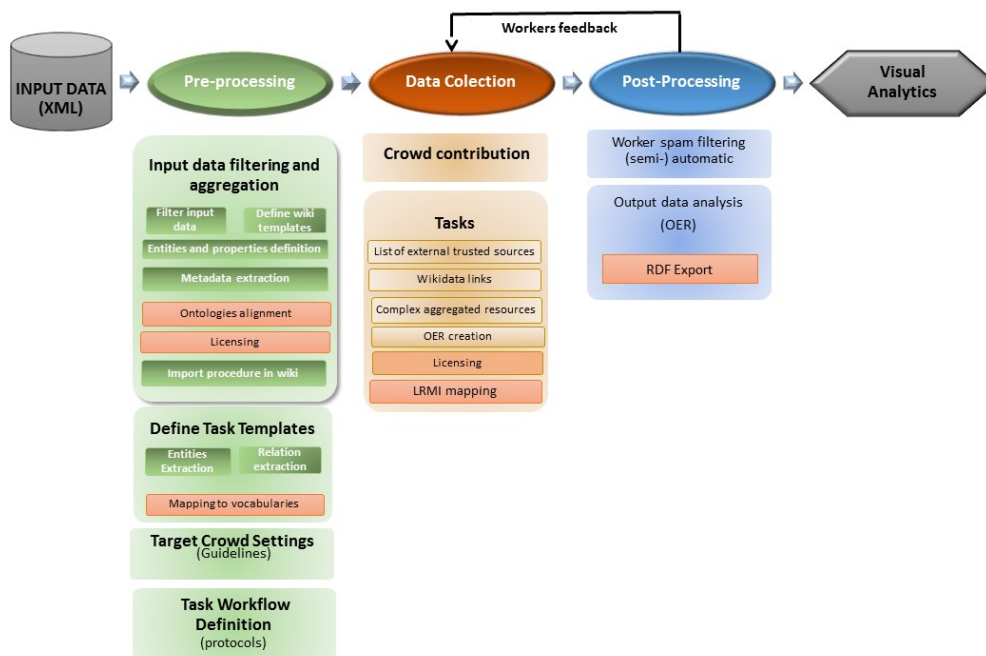 Workers feedback
INPUT DATA
(XML)
Pre-processing
Data Colection
Post-Processing
Visual
Analytics
Input data filtering and
aggregation
Filter input
data
Define wiki
templates
Entities and properties definition
Metadata extraction
Ontologies alignment
Licensing
Import procedure in wiki
Define Task Templates
Entities
Extraction
Relation
extraction
Mapping to vocabularies
Target Crowd Settings
(Guidelines)
Task Workflow
Definition
(protocols)
Crowd contribution
Tasks
List of external trusted sources
Wikidata links
Complex aggregated resources
OER creation
Licensing
LRMI mapping
Worker spam filtering
(semi-) automatic
Output data analysis
(OER)
RDF Export